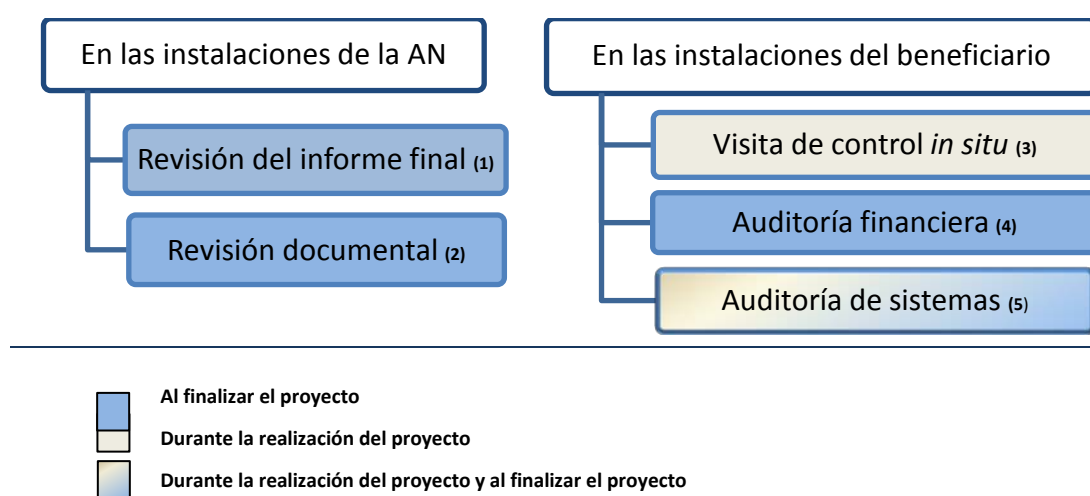 En las instalaciones de la AN
Revisión del informe final (1)
Revisión documental (2)
En las instalaciones del beneficiario
Visita de control in situ (3)
Auditoría financiera (4)
Auditoría de sistemas (5)
Al finalizar el proyecto
Durante la realización del proyecto
Durante la realización del proyecto y al finalizar el proyecto